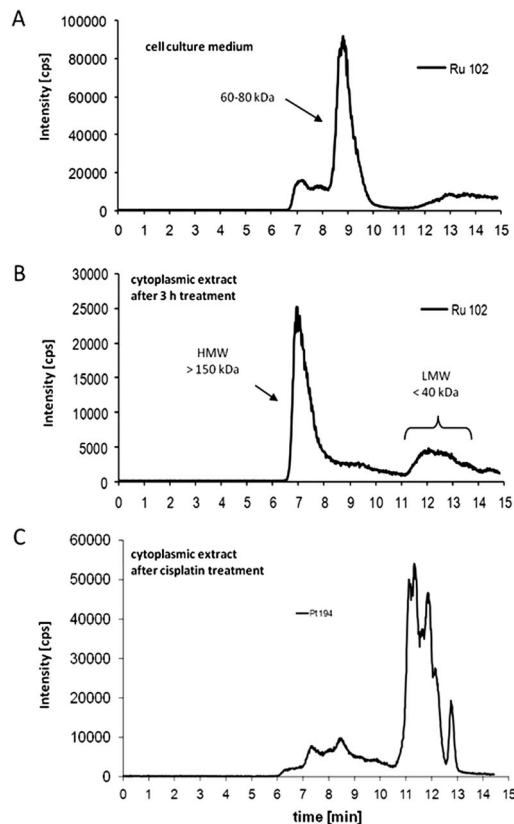 A
cell culture medium
100000
80000
60000
40000
20000
0
Intensity [cps]
60-80 kDa
Ru 102
0 1 2 3 4 5 6 7 8 9 10 11 12 13 14 15
B
cytoplasmic extract
after 3 h treatment
30000
25000
20000
15000
10000
5000
0
Intensity [cps]
HMW
> 150 kDa
Ru 102
LMW
< 40 kDa
0 1 2 3 4 5 6 7 8 9 10 11 12 13 14 15
C
cytoplasmic extract
after cisplatin treatment
60000
50000
40000
30000
20000
10000
0
Intensity [cps]
Pt194
0 1 2 3 4 5 6 7 8 9 10 11 12 13 14 15
time [min]